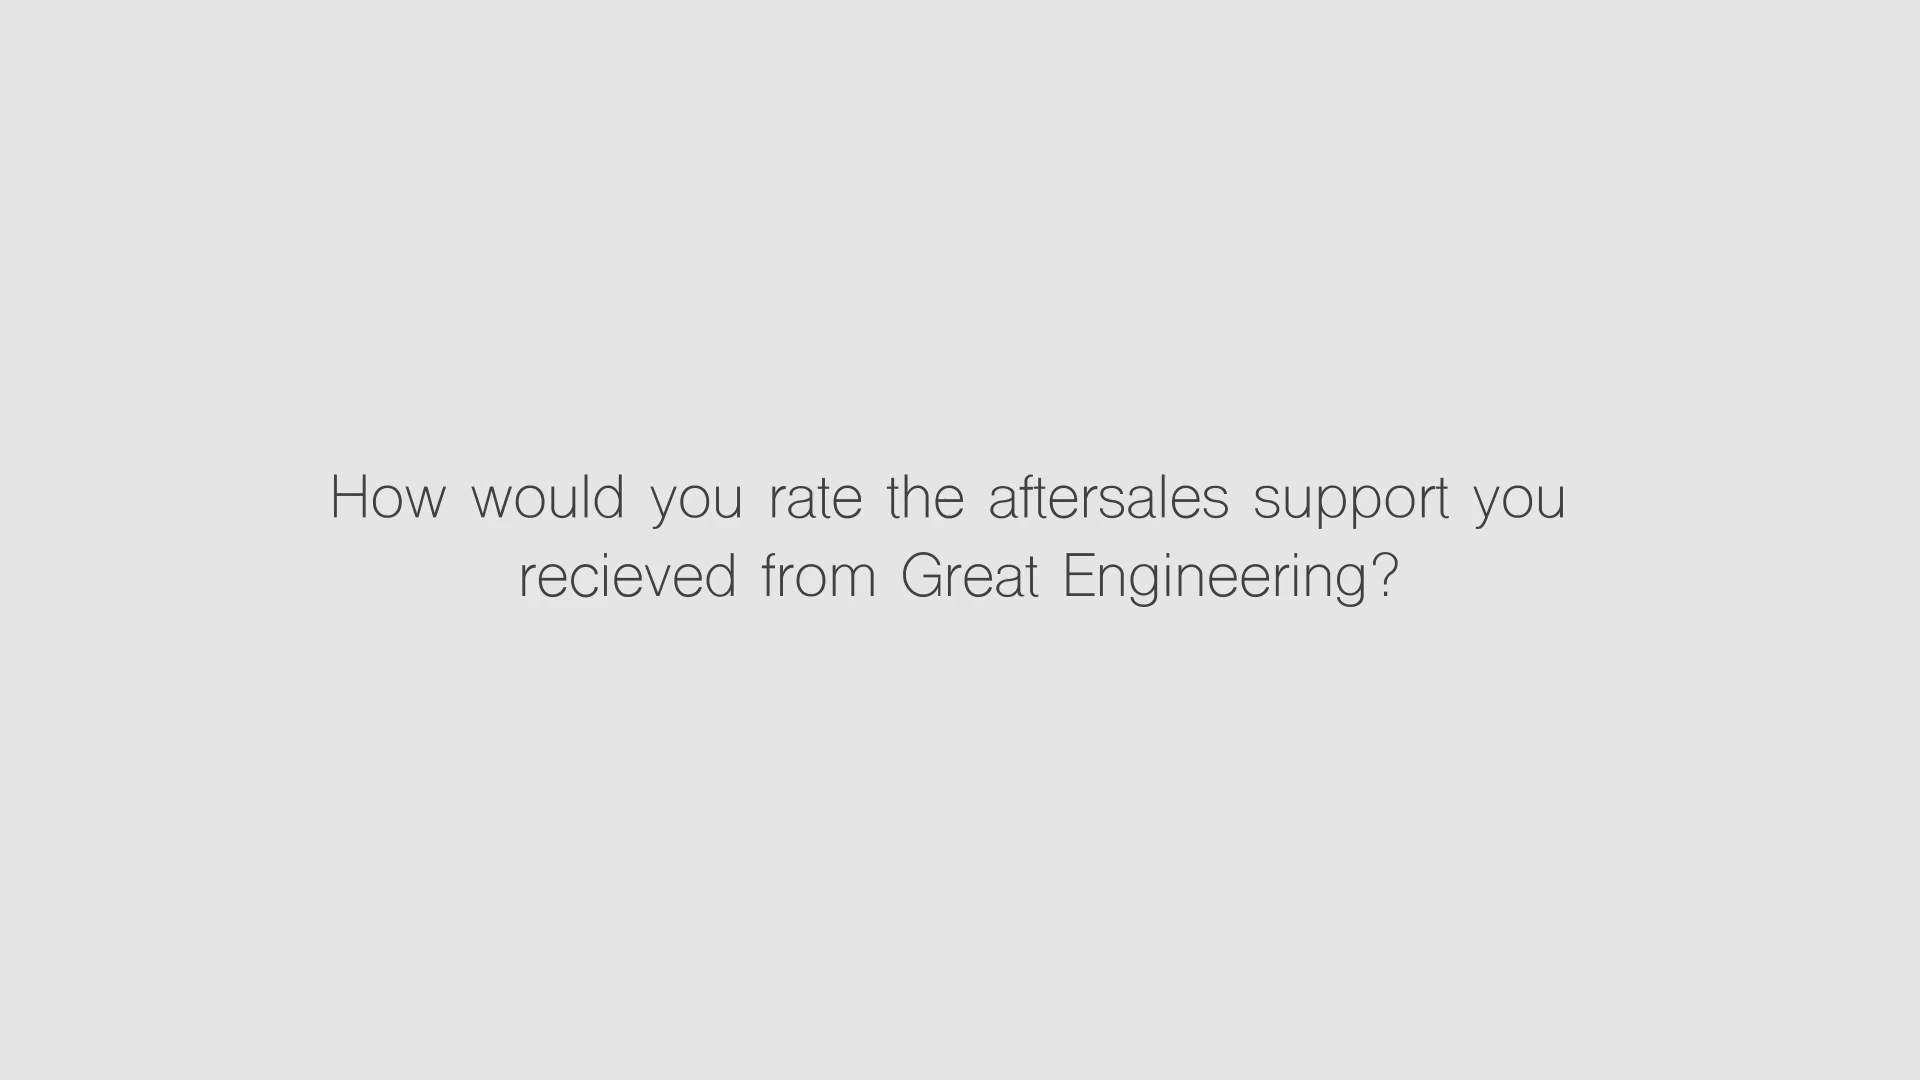 How would you rate the aftersales support you
recieved from Great Engineering?